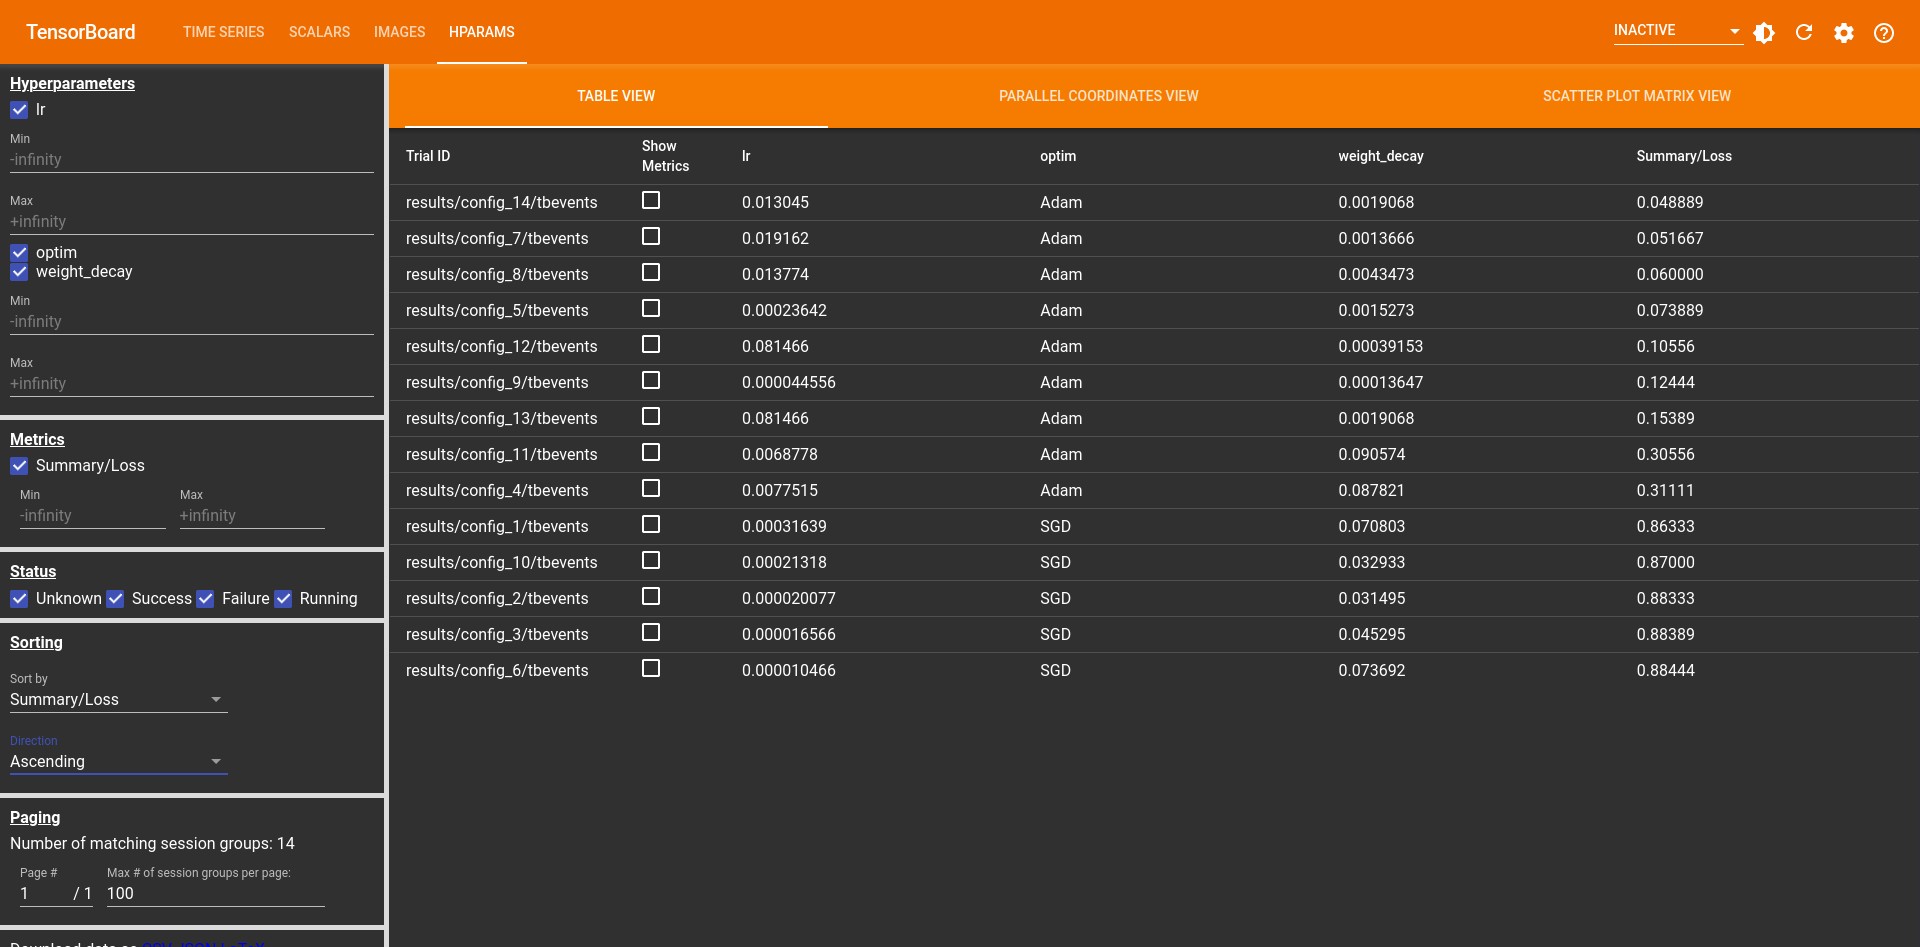 TensorBoard TIME SERIES SCALARS IMAGES HPARAMS INACTIVE
Hyperparameters
lr
Min
-infinity
Max
+infinity
optim
weight_decay
Min
-infinity
Max
+infinity
Metrics
Summary/Loss
Min Max
-infinity +infinity
Status
Unknown Success Failure Running
Sorting
Sort by
Summary/Loss
Direction
Ascending
Paging
Number of matching session groups: 14
Page # Max # of session groups per page:
1 / 1 100
Download data as CSV JSON LaTeX
TABLE VIEW PARALLEL COORDINATES VIEW SCATTER PLOT MATRIX VIEW
Trial ID Show Metrics lr optim weight_decay Summary/Loss
results/config_14/tbevents 0.013045 Adam 0.0019068 0.048889
results/config_7/tbevents 0.019162 Adam 0.0013666 0.051667
results/config_8/tbevents 0.013774 Adam 0.0043473 0.060000
results/config_5/tbevents 0.00023642 Adam 0.0015273 0.073889
results/config_12/tbevents 0.081466 Adam 0.00039153 0.10556
results/config_9/tbevents 0.000044556 Adam 0.00013647 0.12444
results/config_13/tbevents 0.081466 Adam 0.0019068 0.15389
results/config_11/tbevents 0.0068778 Adam 0.090574 0.30556
results/config_4/tbevents 0.0077515 Adam 0.087821 0.31111
results/config_1/tbevents 0.00031639 SGD 0.070803 0.86333
results/config_10/tbevents 0.00021318 SGD 0.032933 0.87000
results/config_2/tbevents 0.000020077 SGD 0.031495 0.88333
results/config_3/tbevents 0.000016566 SGD 0.045295 0.88389
results/config_6/tbevents 0.000010466 SGD 0.073692 0.88444